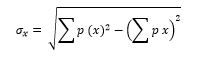 σₓ = √(∑ p (x)² − (∑ p x)²)